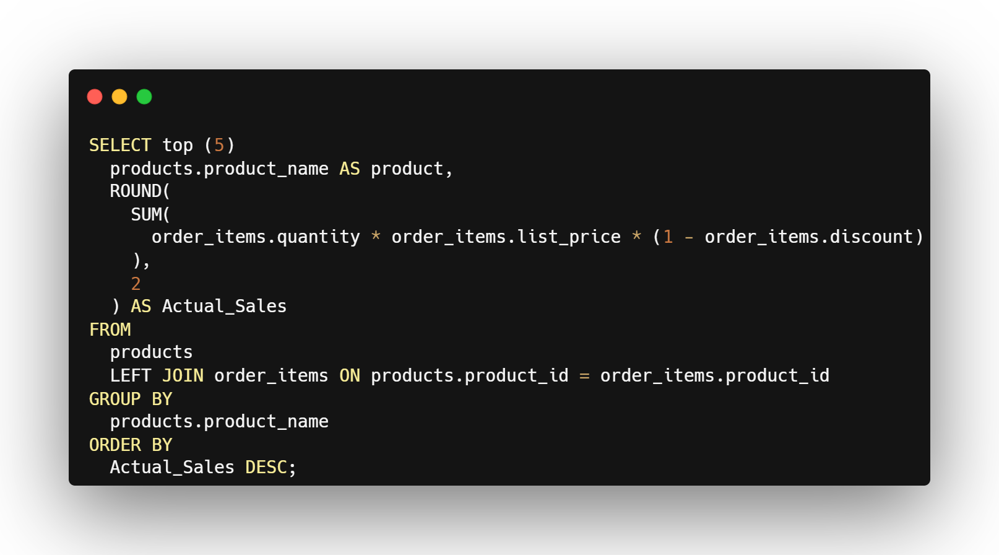 SELECT top (5)
  products.product_name AS product,
  ROUND(
    SUM(
      order_items.quantity * order_items.list_price * (1 - order_items.discount)
    ),
    2
  ) AS Actual_Sales
FROM
  products
  LEFT JOIN order_items ON products.product_id = order_items.product_id
GROUP BY
  products.product_name
ORDER BY
  Actual_Sales DESC;